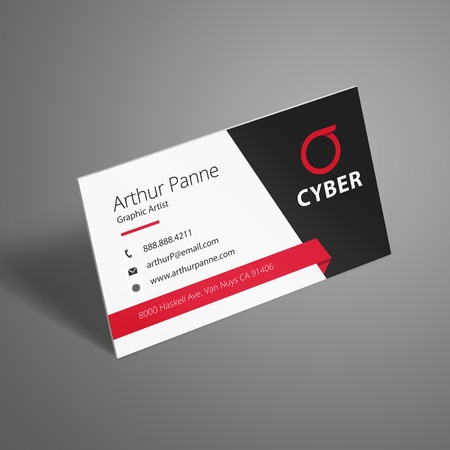 Arthur Panne
Graphic Artist
888.888.4211
arthurP@email.com
www.arthurpanne.com
8000 Haskell Ave. Van Nuys CA 91406
CYBER